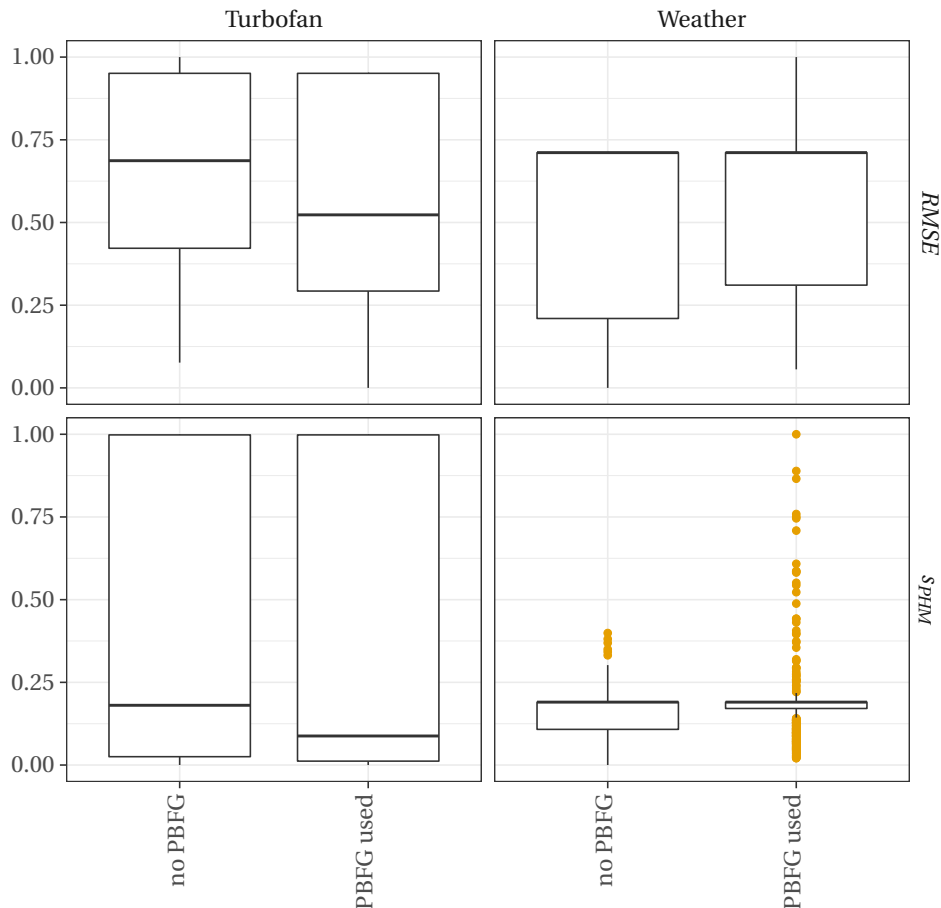 Turbofan
Weather
1.00
0.75
0.50
0.25
0.00
RMSE
1.00
0.75
0.50
0.25
0.00
sPHM
no PBFG
PBFG used
no PBFG
PBFG used